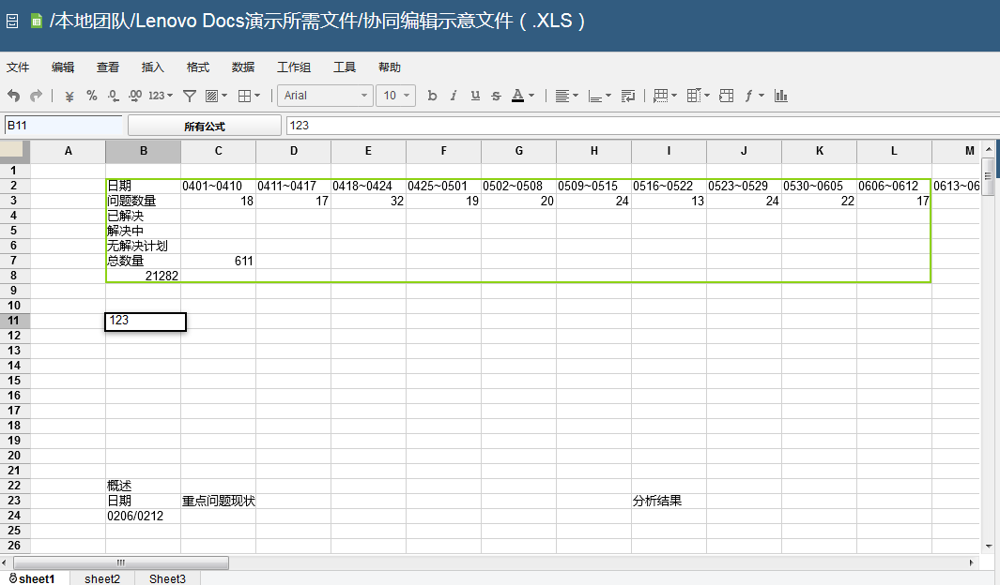 /本地团队/Lenovo Docs演示所需文件/协同编辑示意文件（.XLS）
文件 编辑 查看 插入 格式 数据 工作组 工具 帮助
¥ % .0 .00 123 Arial 10 b i u S A f
B11 所有公式 123
A B C D E F G H I J K L M
1
2 日期 0401~0410 0411~0417 0418~0424 0425~0501 0502~0508 0509~0515 0516~0522 0523~0529 0530~0605 0606~0612 0613~06
3 问题数量 18 17 32 19 20 24 13 24 22 17
4 已解决
5 解决中
6 无解决计划
7 总数量 611
8 21282
9
10
11 123
12
13
14
15
16
17
18
19
20
21
22 概述
23 日期 重点问题现状 分析结果
24 0206/0212
25
26
sheet1 sheet2 Sheet3